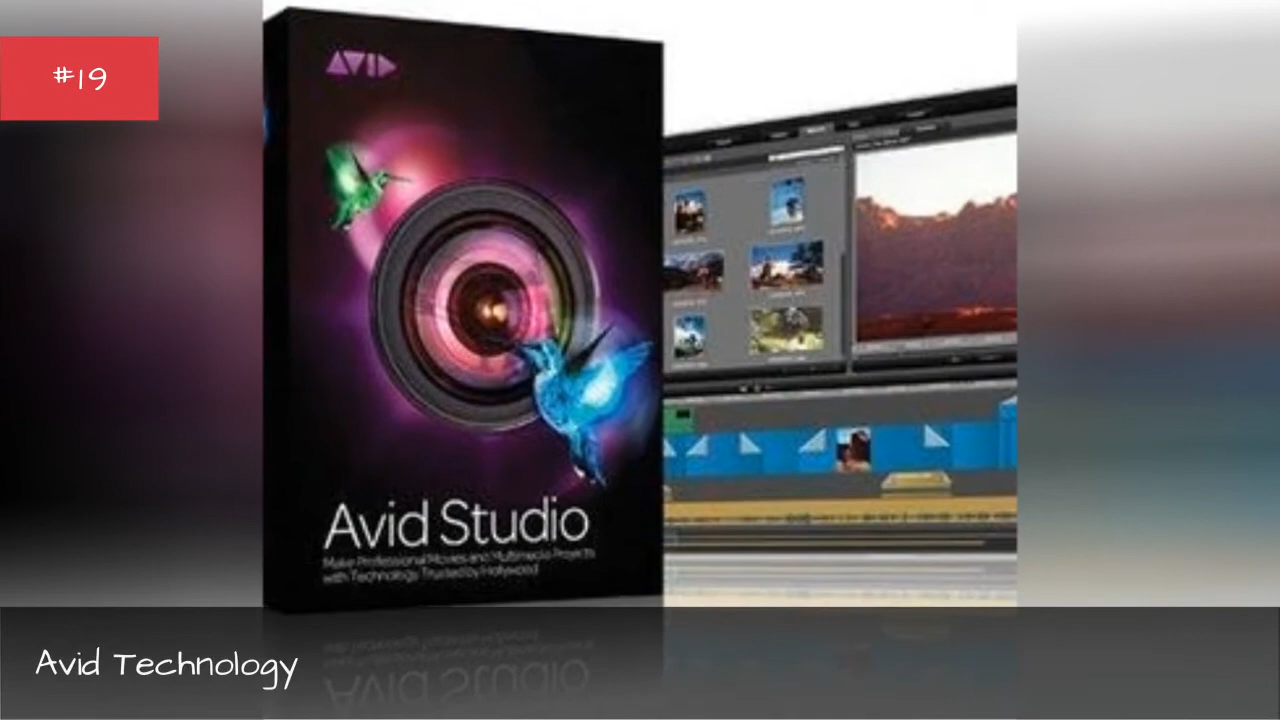 #19
AVID
Avid Studio
Make Professional Movies and Multimedia Projects
with Technology Trusted by Hollywood
Avid Technology